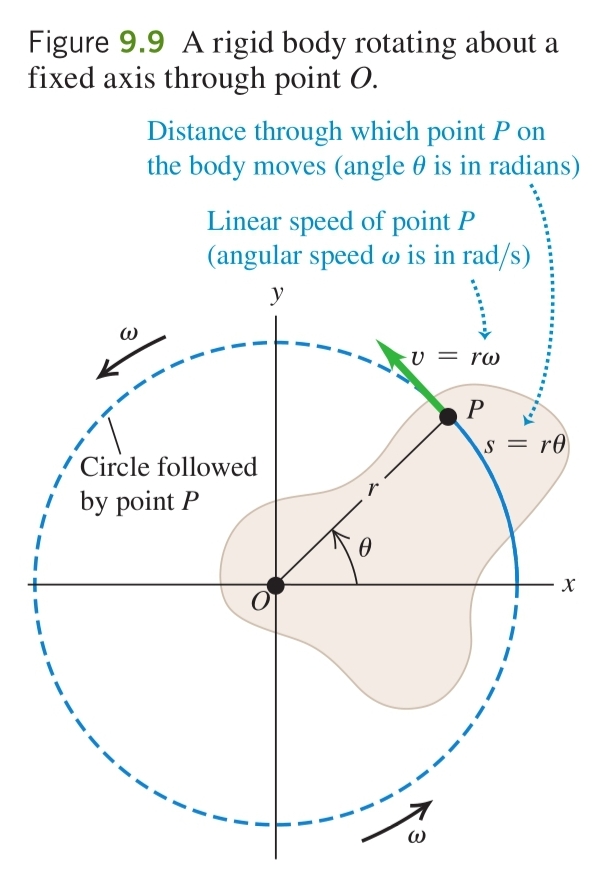 Figure 9.9 A rigid body rotating about a
fixed axis through point O.
Distance through which point P on
the body moves (angle θ is in radians)
Linear speed of point P
(angular speed ω is in rad/s)
y
ω
v = rω
P
s = rθ
Circle followed
by point P
r
θ
x
O
ω